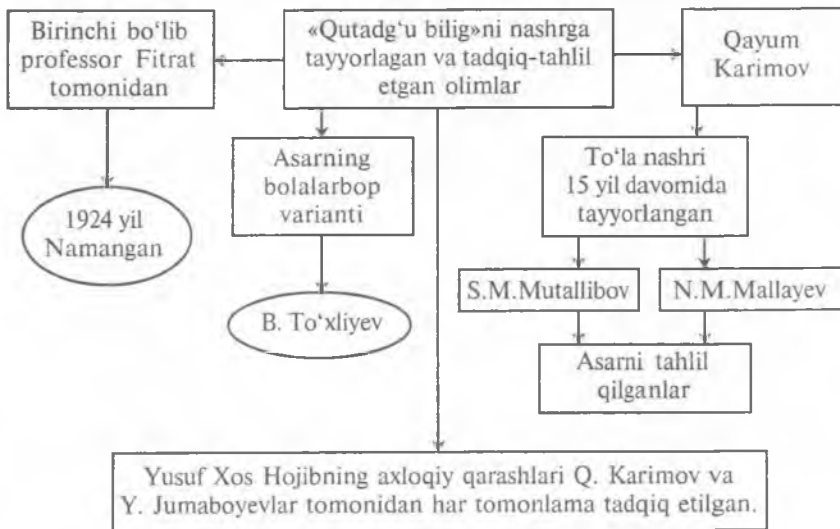 Birinchi bo‘lib
professor Fitrat
tomonidan
«Qutadg‘u bilig»ni nashrga
tayyorlagan va tadqiq-tahlil
etgan olimlar
Qayum
Karimov
1924 yil
Namangan
Asarning
bolalarbop
varianti
B. To‘xliyev
To‘la nashri
15 yil davomida
tayyorlangan
S.M.Mutallibov
N.M.Mallayev
Asarni tahlil
qilganlar
Yusuf Xos Hojibning axloqiy qarashlari Q. Karimov va
Y. Jumaboyevlar tomonidan har tomonlama tadqiq etilgan.